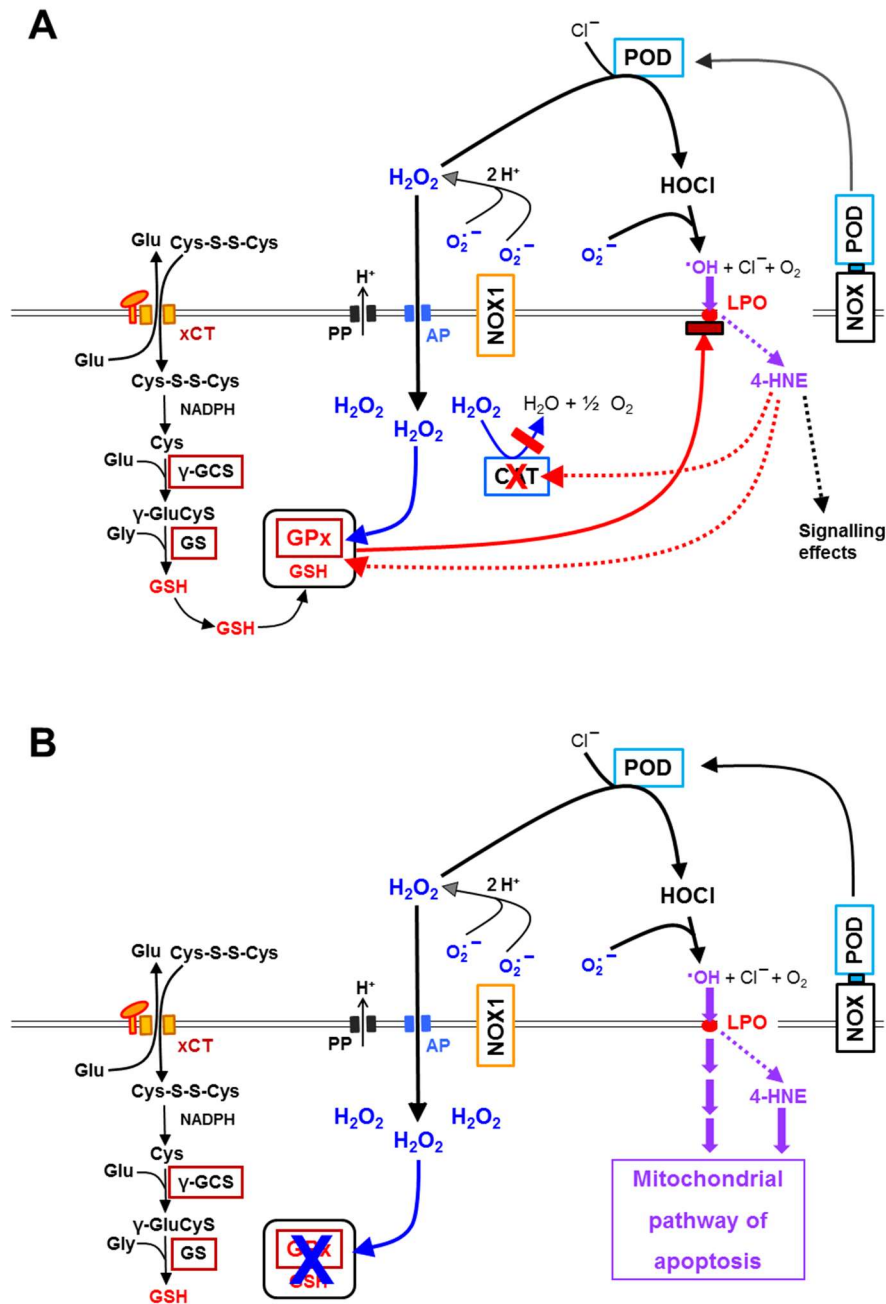 A
Cl⁻
POD
H₂O₂
2 H⁺
HOCl
POD
Glu
Cys-S-S-Cys
O₂•⁻
O₂•⁻
O₂•⁻
•OH + Cl⁻ + O₂
H⁺
NOX1
LPO
NOX
xCT
PP
AP
Glu
4-HNE
Cys-S-S-Cys
NADPH
H₂O₂
H₂O₂
H₂O + ½ O₂
H₂O₂
Cys
Glu
γ-GCS
CAT
X
γ-GluCyS
Signalling
effects
Gly
GS
GPx
GSH
GSH
GSH
B
Cl⁻
POD
H₂O₂
2 H⁺
HOCl
POD
Glu
Cys-S-S-Cys
O₂•⁻
O₂•⁻
O₂•⁻
•OH + Cl⁻ + O₂
H⁺
NOX1
LPO
NOX
xCT
PP
AP
Glu
4-HNE
Cys-S-S-Cys
NADPH
H₂O₂
H₂O₂
H₂O₂
Cys
Glu
γ-GCS
Mitochondrial
pathway of
apoptosis
γ-GluCyS
Gly
GS
GPx
X
GSH
GSH